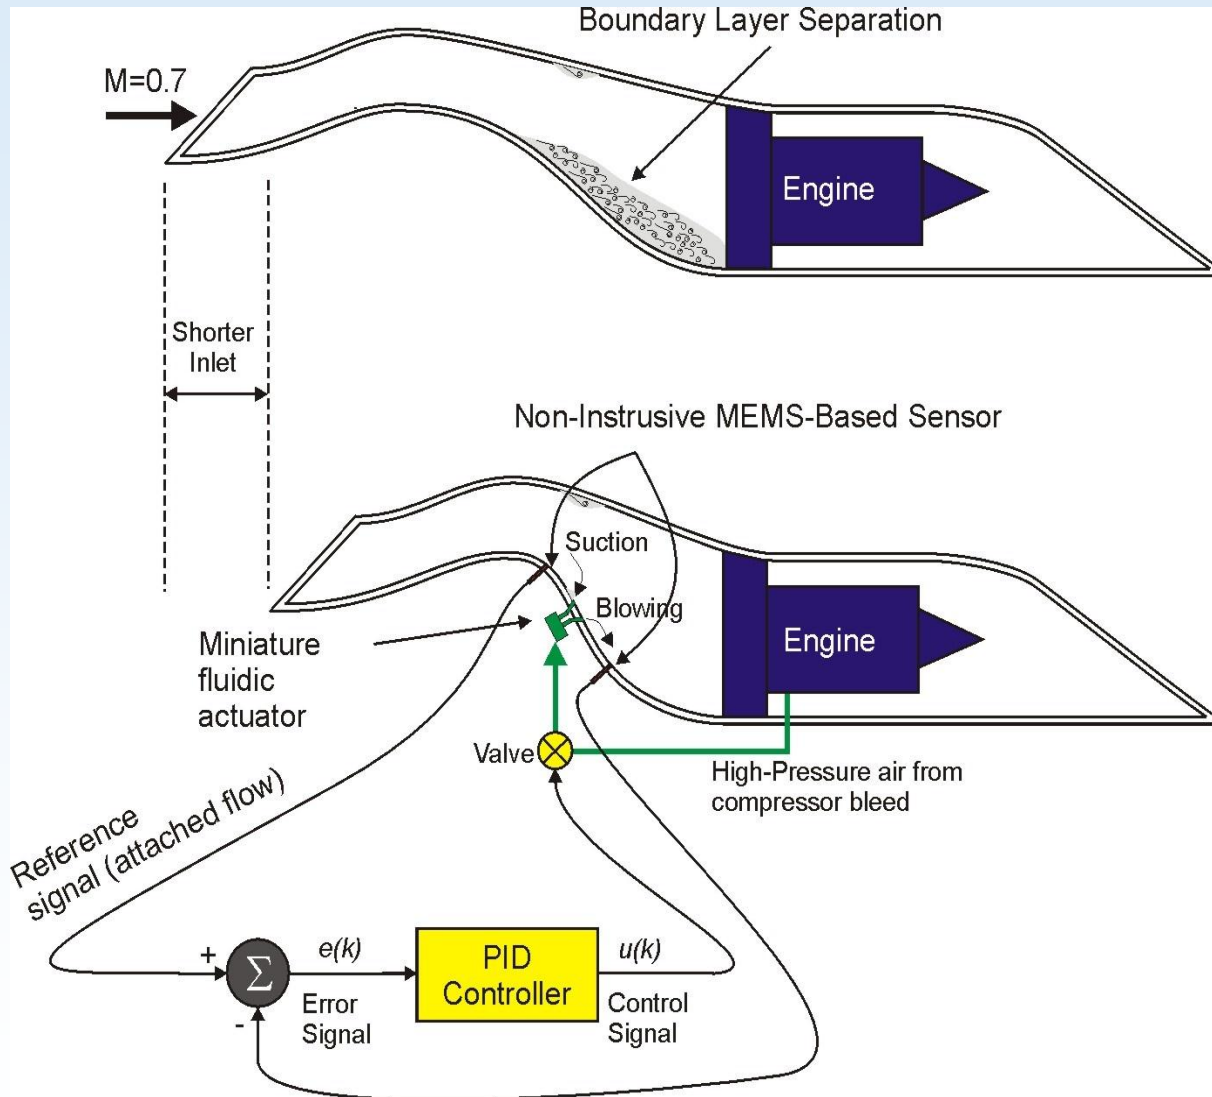 Boundary Layer Separation
M=0.7
Engine
Shorter
Inlet
Non-Instrusive MEMS-Based Sensor
Suction
Blowing
Miniature
fluidic
actuator
Engine
Valve
High-Pressure air from
compressor bleed
Reference
signal (attached flow)
+
Σ
-
e(k)
Error
Signal
PID
Controller
u(k)
Control
Signal